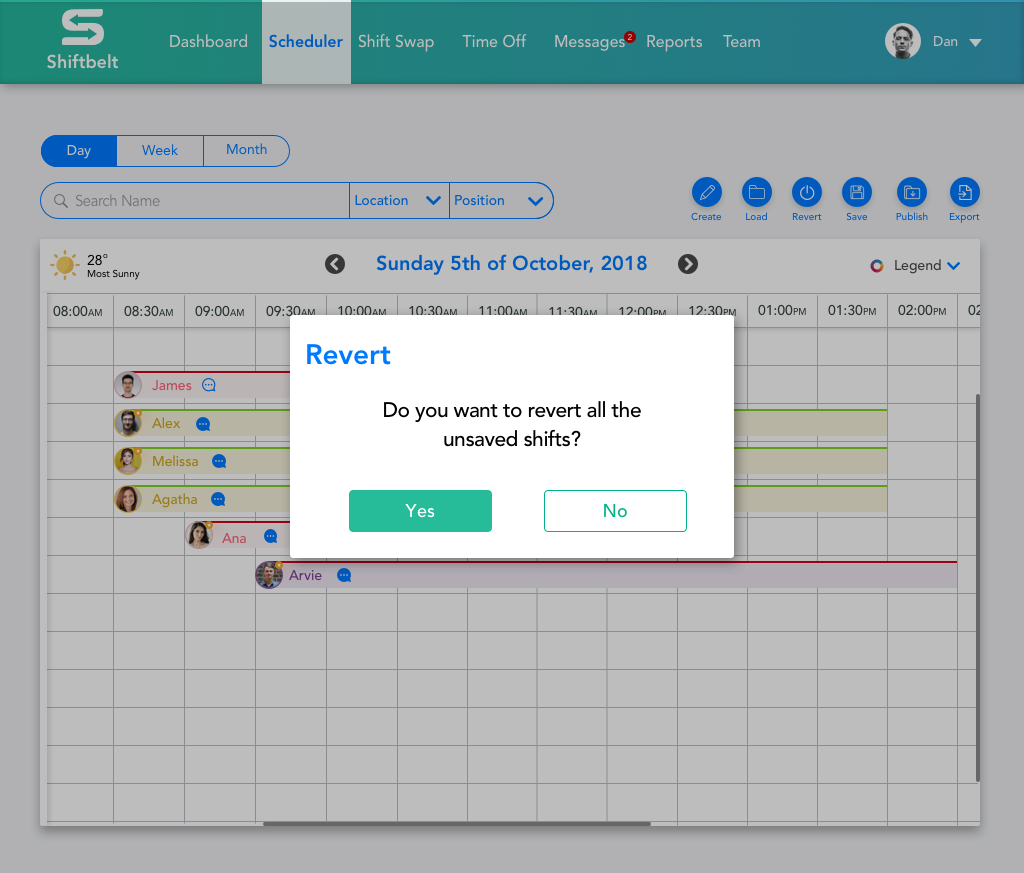 Shiftbelt
Dashboard
Scheduler
Shift Swap
Time Off
Messages 2
Reports
Team
Dan
Day
Week
Month
Search Name
Location
Position
Create
Load
Revert
Save
Publish
Export
28°
Most Sunny
Sunday 5th of October, 2018
Legend
08:00AM 08:30AM 09:00AM 09:30AM 10:00AM 10:30AM 11:00AM 11:30AM 12:00PM 12:30PM 01:00PM 01:30PM 02:00PM 02
James
Alex
Melissa
Agatha
Ana
Arvie
Revert
Do you want to revert all the
unsaved shifts?
Yes
No